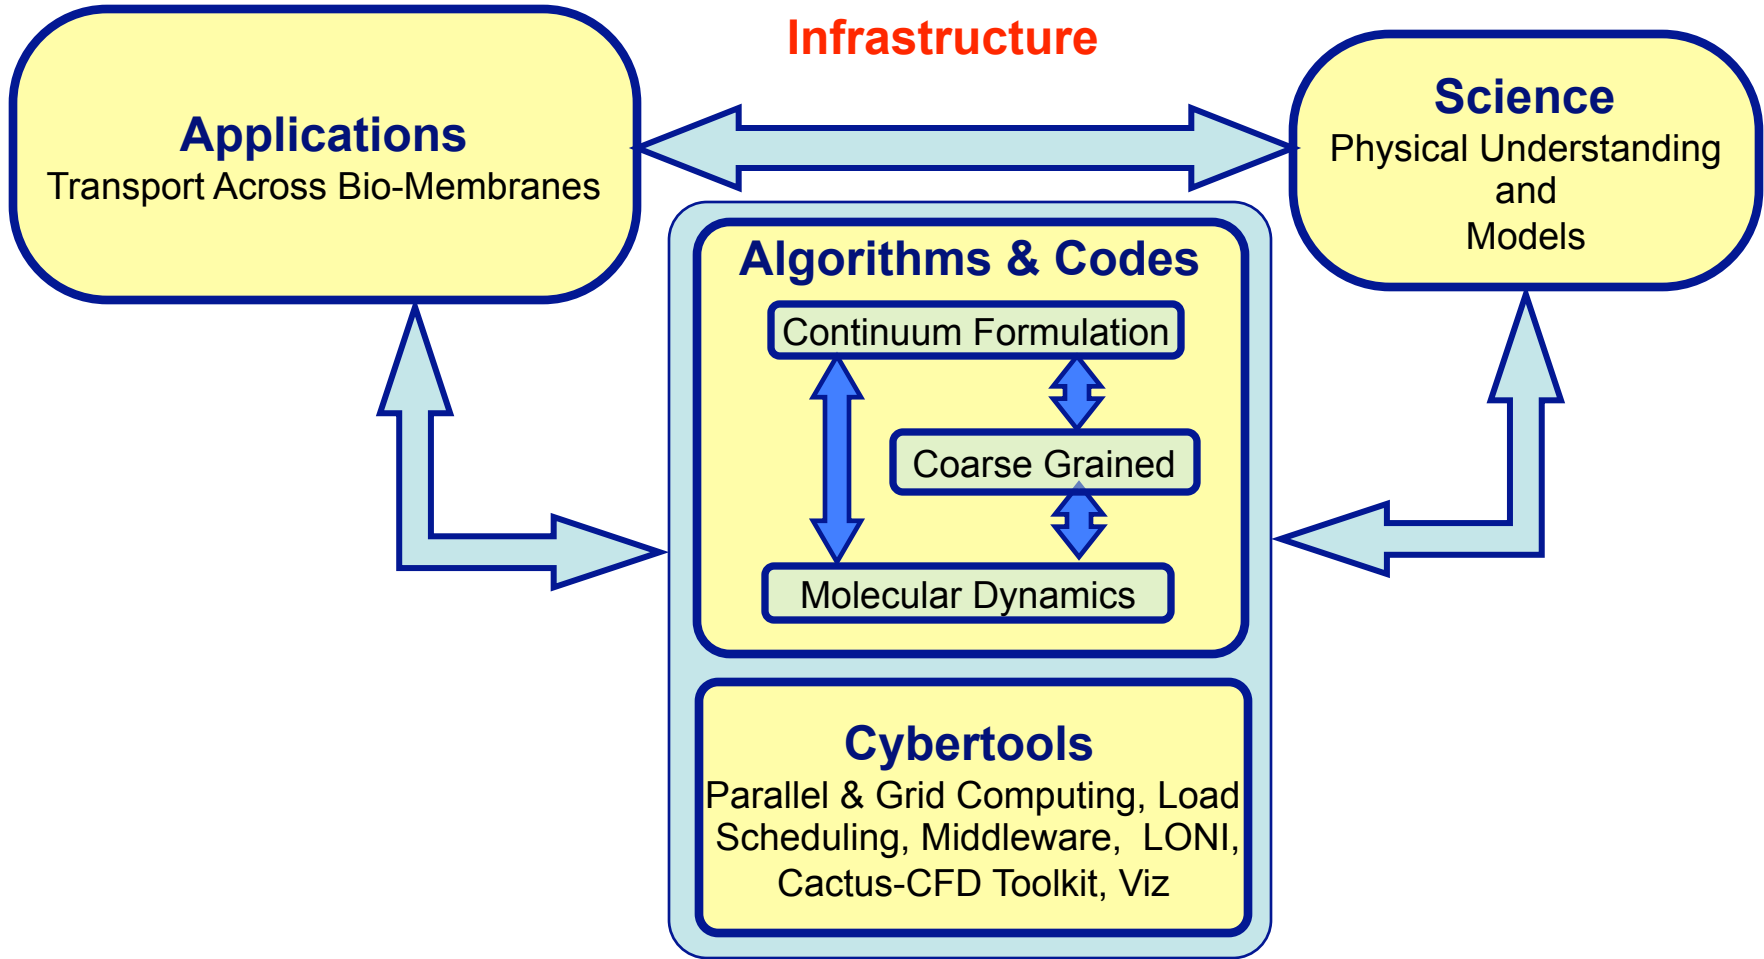 Infrastructure
Applications
Transport Across Bio-Membranes
Science
Physical Understanding
and
Models
Algorithms & Codes
Continuum Formulation
Coarse Grained
Molecular Dynamics
Cybertools
Parallel & Grid Computing, Load
Scheduling, Middleware,  LONI,
Cactus-CFD Toolkit, Viz